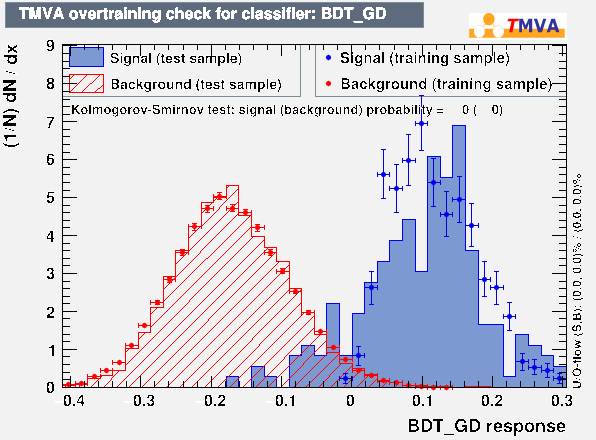 TMVA overtraining check for classifier: BDT_GD
TMVA
(1/N) dN / dx
Signal (test sample)
Background (test sample)
Signal (training sample)
Background (training sample)
Kolmogorov-Smirnov test: signal (background) probability = 0 ( 0)
9
8
7
6
5
4
3
2
1
0
-0.4 -0.3 -0.2 -0.1 0 0.1 0.2 0.3
BDT_GD response
U/O-flow (S,B): (0.0, 0.0)% / (0.0, 0.0)%